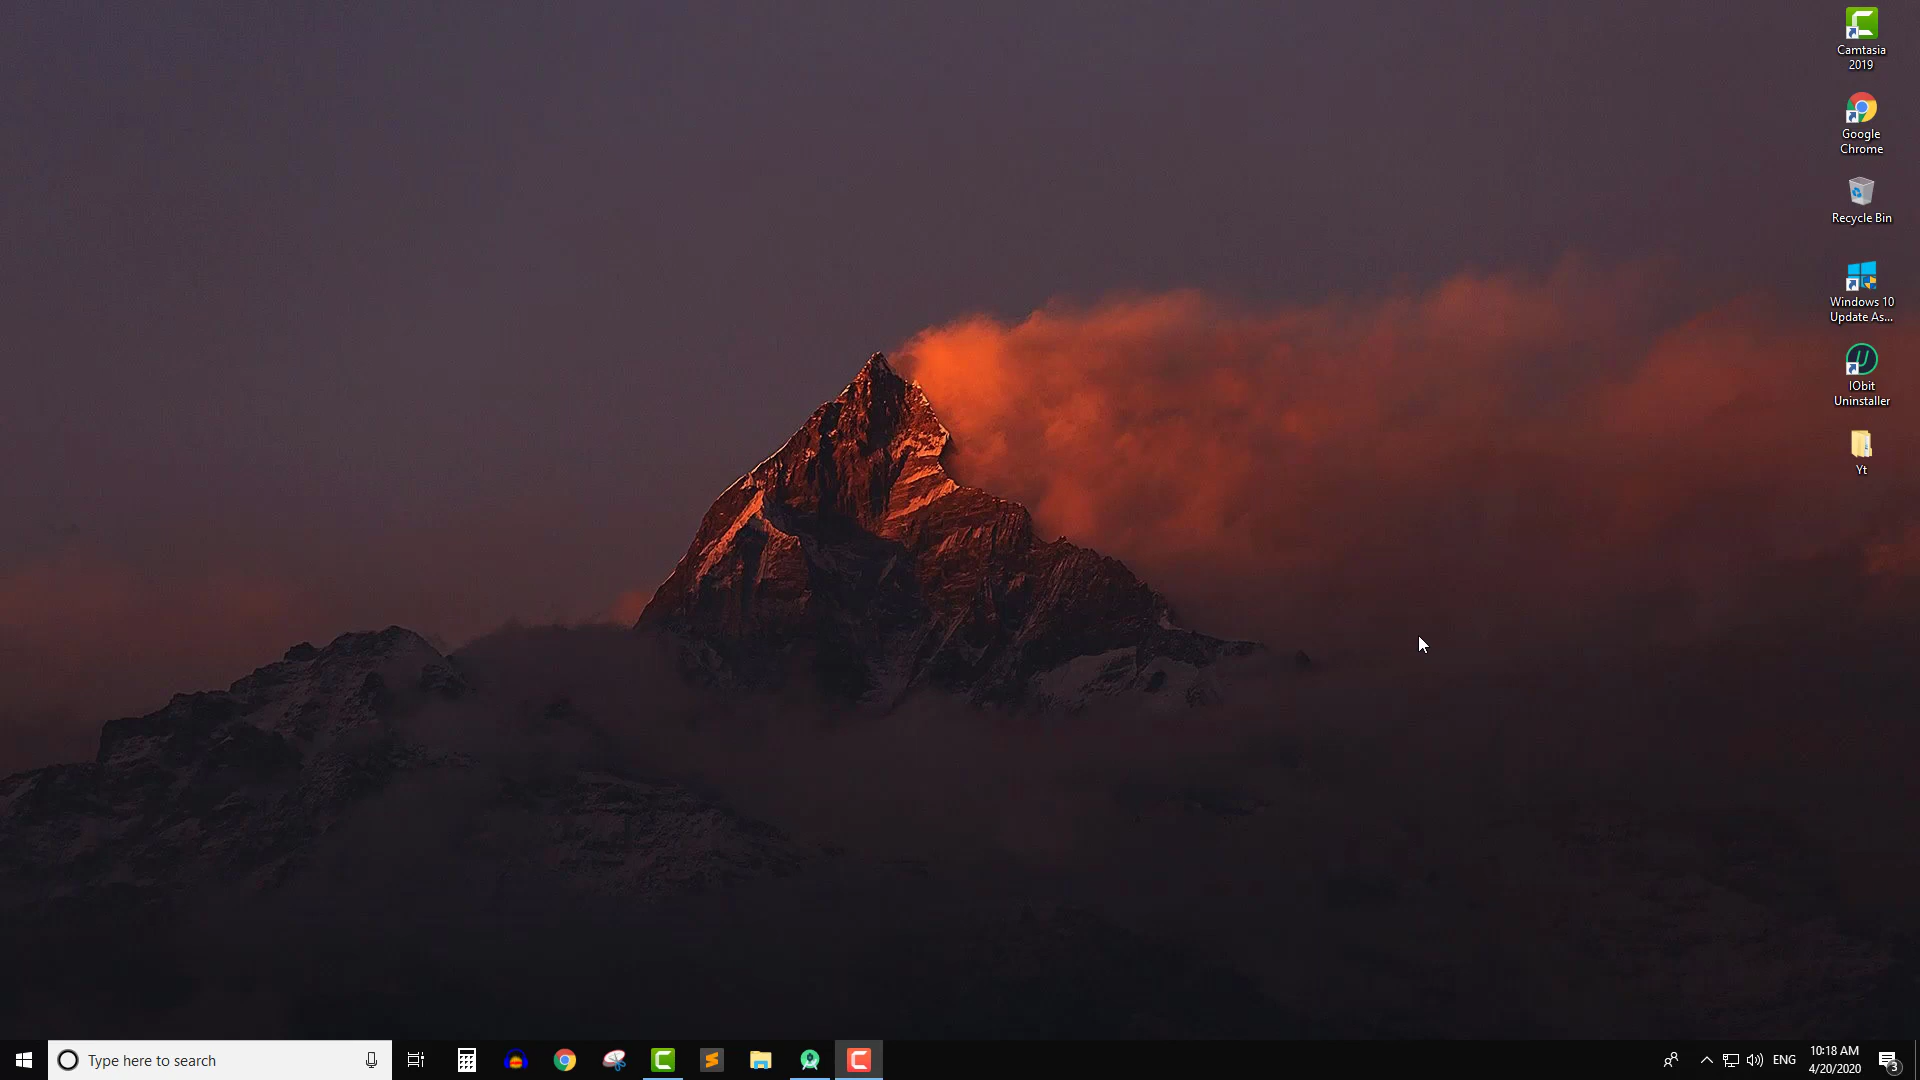 Camtasia
2019
Google
Chrome
Recycle Bin
Windows 10
Update As...
IObit
Uninstaller
Yt
Type here to search
ENG
10:18 AM
4/20/2020
3